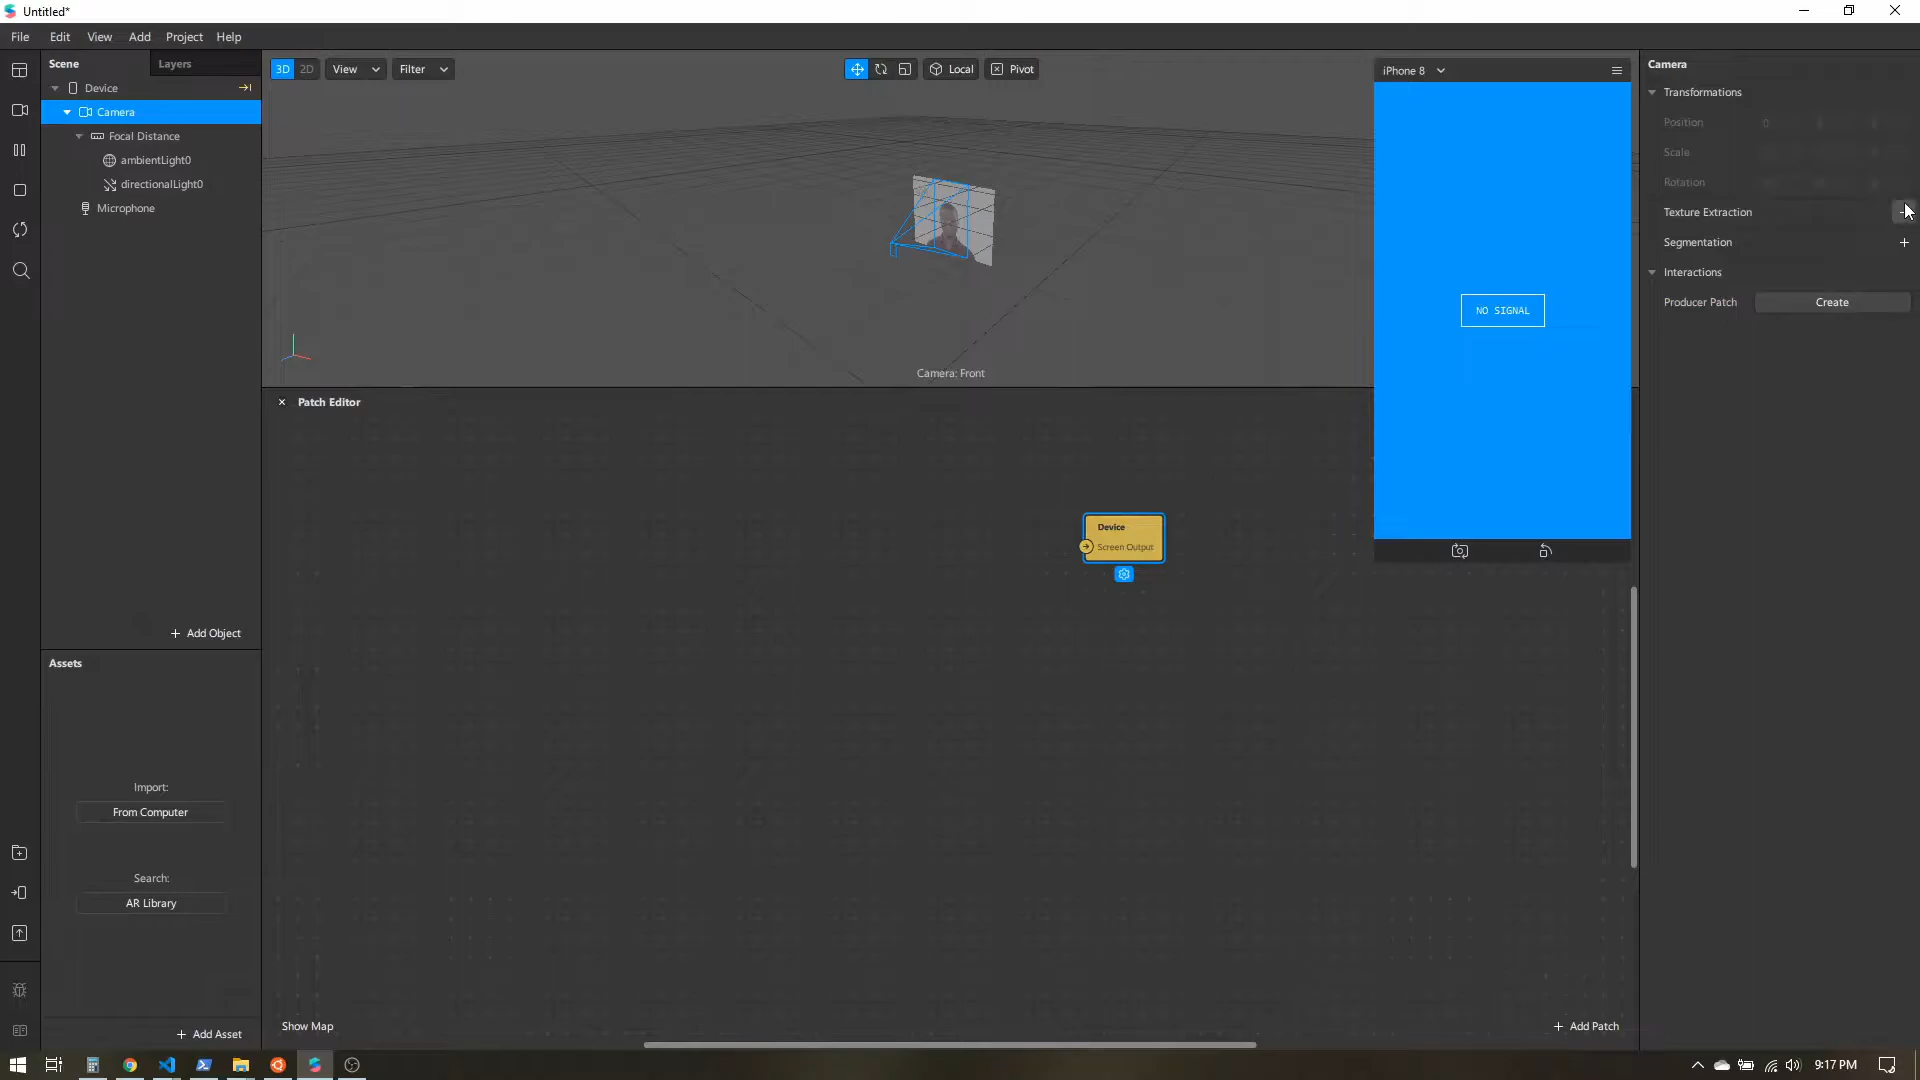 Untitled*
File Edit View Add Project Help
Scene Layers
Device
Camera
Focal Distance
ambientLight0
directionalLight0
Microphone
+ Add Object
Assets
Import:
From Computer
Search:
AR Library
+ Add Asset
3D 2D View Filter
Local Pivot
Camera: Front
Patch Editor
Device
Screen Output
Show Map
+ Add Patch
iPhone 8
NO SIGNAL
Camera
Transformations
Position 0
Scale
Rotation
Texture Extraction
Segmentation +
Interactions
Producer Patch Create
9:17 PM